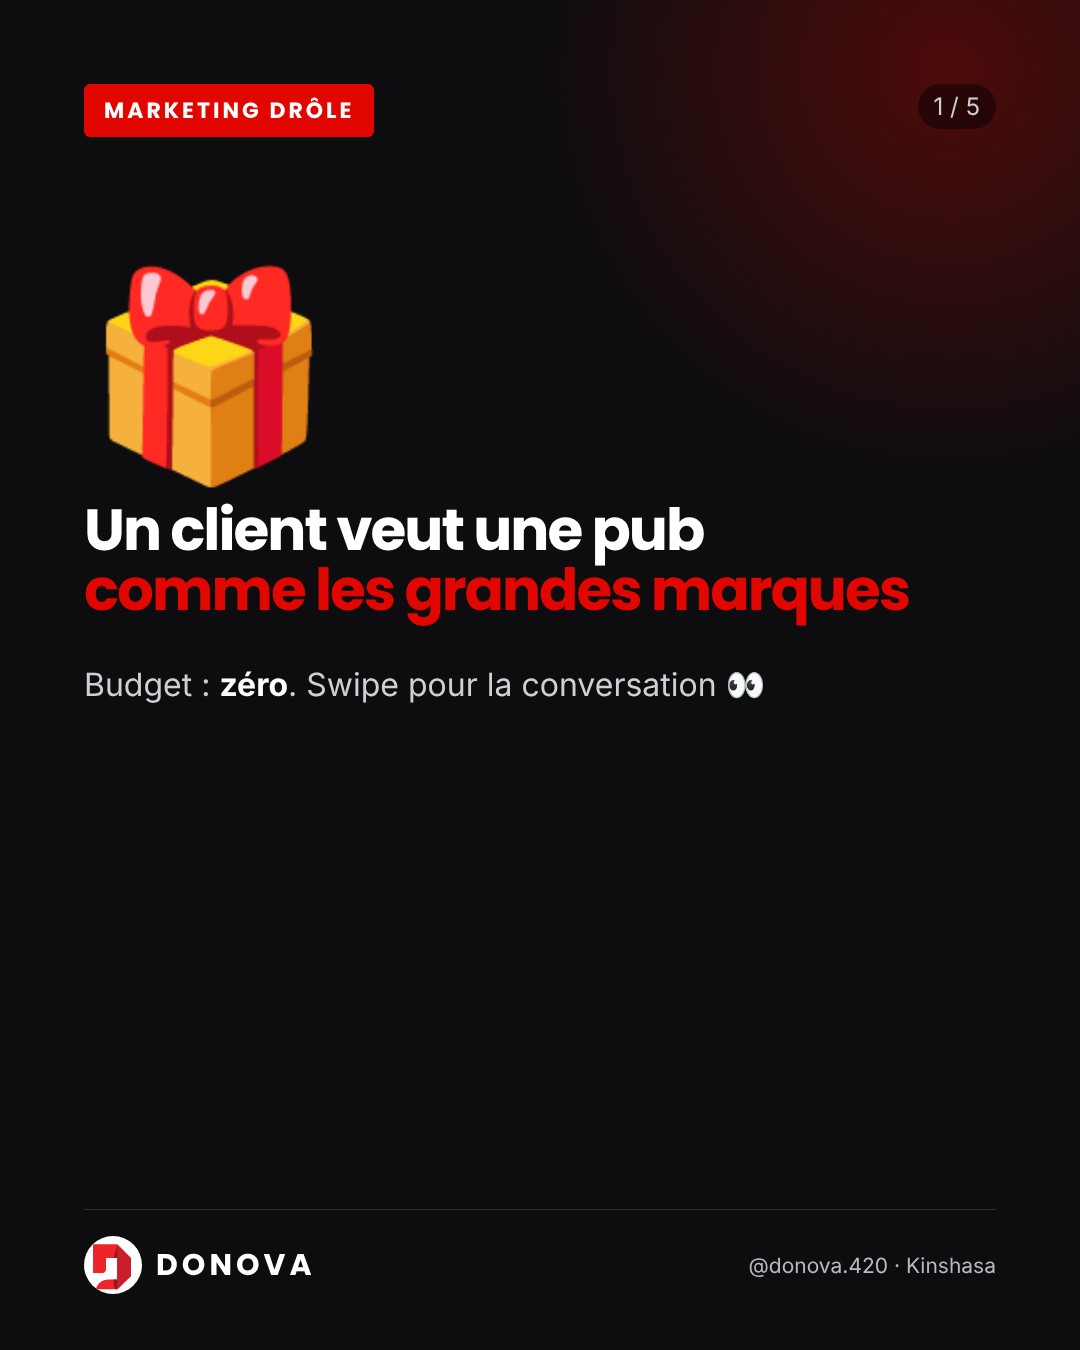 MARKETING DRÔLE
1 / 5
Un client veut une pub
comme les grandes marques
Budget : zéro. Swipe pour la conversation 👀
DONOVA
@donova.420 · Kinshasa